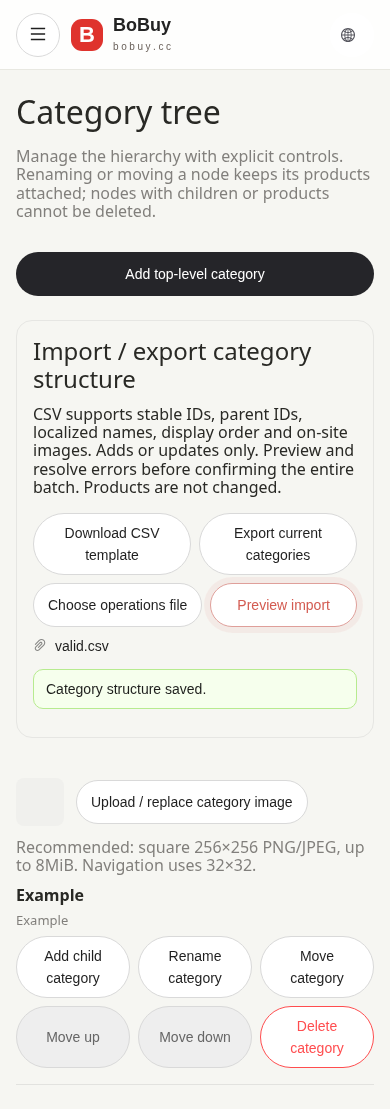 B
BoBuy
bobuy.cc
Category tree
Manage the hierarchy with explicit controls.
Renaming or moving a node keeps its products
attached; nodes with children or products
cannot be deleted.
Add top-level category
Import / export category
structure
CSV supports stable IDs, parent IDs,
localized names, display order and on-site
images. Adds or updates only. Preview and
resolve errors before confirming the entire
batch. Products are not changed.
Download CSV
template
Export current
categories
Choose operations file
Preview import
valid.csv
Category structure saved.
Upload / replace category image
Recommended: square 256×256 PNG/JPEG, up
to 8MiB. Navigation uses 32×32.
Example
Example
Add child
category
Rename
category
Move
category
Move up
Move down
Delete
category